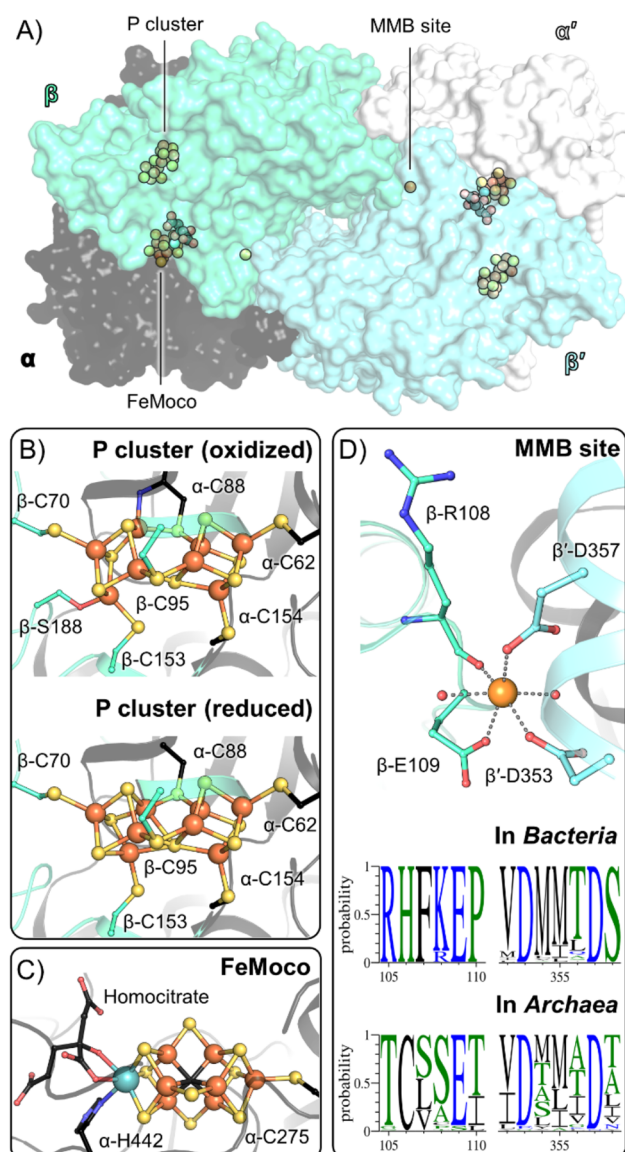 A)
P cluster
MMB site
α′
β
α
FeMoco
β′
B)
P cluster (oxidized)
β-C70
α-C88
α-C62
β-C95
α-C154
β-S188
β-C153
P cluster (reduced)
β-C70
α-C88
α-C62
β-C95
α-C154
β-C153
C)
FeMoco
Homocitrate
α-H442
α-C275
D)
MMB site
β-R108
β′-D357
β-E109
β′-D353
In Bacteria
probability
1
0.5
0
RHFKEP
VDMMTDS
105
110
355
In Archaea
probability
1
0.5
0
TCSSET
VDMMADT
105
110
355